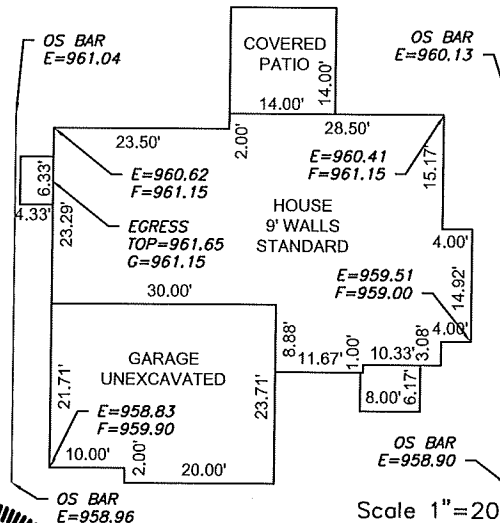 OS BAR
E=961.04
COVERED
PATIO
OS BAR
E=960.13
14.00'
14.00'
23.50'
2.00'
28.50'
E=960.62
F=961.15
E=960.41
F=961.15
15.17'
6.33'
4.33'
23.29'
EGRESS
TOP=961.65
G=961.15
HOUSE
9' WALLS
STANDARD
4.00'
14.92'
E=959.51
F=959.00
30.00'
4.00'
8.88'
11.67'
1.00'
10.33'
3.08'
GARAGE
UNEXCAVATED
21.71'
23.71'
8.00'
6.17'
E=958.83
F=959.90
10.00'
2.00'
20.00'
OS BAR
E=958.90
OS BAR
E=958.96
Scale 1"=20